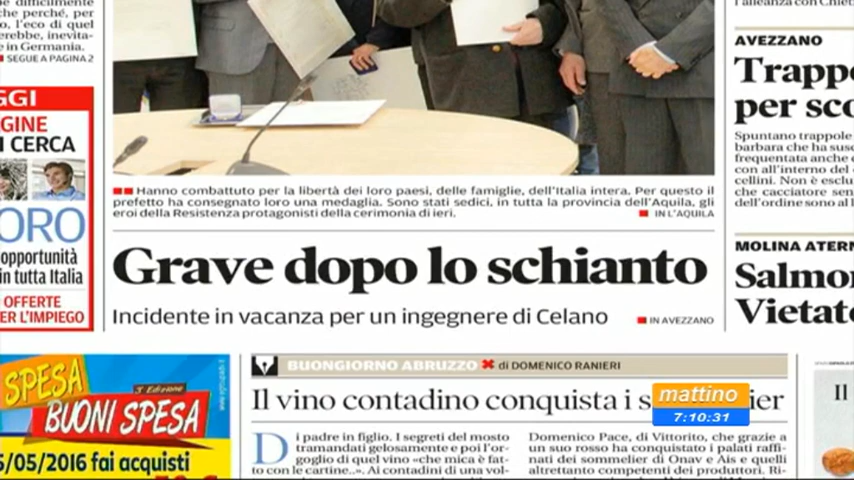 difficolta
ché perché, per
o, l'eco di quel
erebbe, inevita-
e in Germania.
SEGUE A PAGINA 2
GGI
GINE
I CERCA
ORO
opportunità
in tutta Italia
OFFERTE
ER L'IMPIEGO
Hanno combattuto per la libertà dei loro paesi, delle famiglie, dell'Italia intera. Per questo il
prefetto ha consegnato loro una medaglia. Sono stati sedici, in tutta la provincia dell'Aquila, gli
eroi della Resistenza protagonisti della cerimonia di ieri.
IN L'AQUILA
Grave dopo lo schianto
Incidente in vacanza per un ingegnere di Celano
IN AVEZZANO
l'alleanza con Chiet
AVEZZANO
Trappo
per sco
Spuntano trappole
barbara che ha susc
frequentata anche d
con all'interno del c
cellini. Non è esclu
che cacciatore senz
dell'ordine sono al l
MOLINA ATERN
Salmon
Vietato
SPESA
3ª Edizione
BUONI SPESA
5/05/2016 fai acquisti
BUONGIORNO ABRUZZO
di DOMENICO RANIERI
Il vino contadino conquista i s ier
Di padre in figlio. I segreti del mosto
tramandati gelosamente e poi l'or-
goglio di quel vino «che mica è fat-
to con le cartine..». Ai contadini di una vol-
Domenico Pace, di Vittorito, che grazie a
un suo rosso ha conquistato i palati raffi-
nati dei sommelier di Onav e Ais e quelli
altrettanto competenti dei produttori. Ri-
mattino
7:10:31
Il